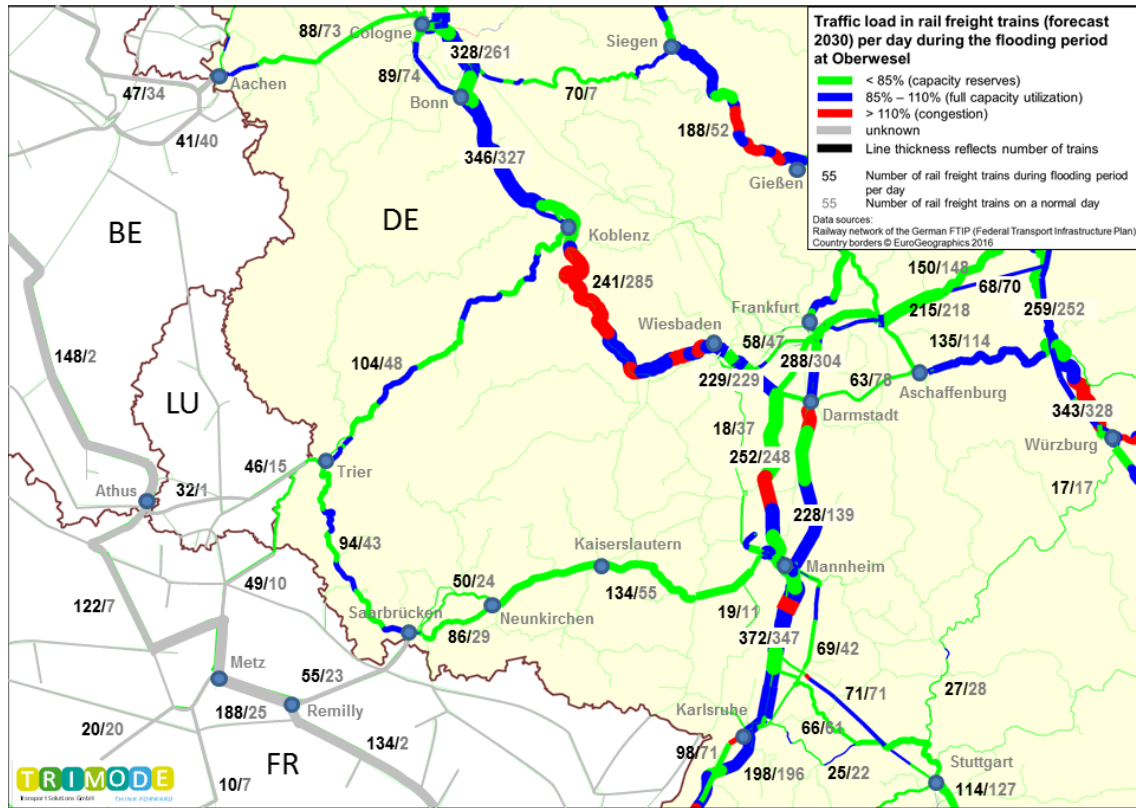 Traffic load in rail freight trains (forecast
2030) per day during the flooding period
at Oberwesel
< 85% (capacity reserves)
85% – 110% (full capacity utilization)
> 110% (congestion)
unknown
Line thickness reflects number of trains
55 Number of rail freight trains during flooding period
per day
55 Number of rail freight trains on a normal day
Data sources:
Railway network of the German FTIP (Federal Transport Infrastructure Plan)
Country borders © EuroGeographics 2016
88/73
Cologne
328/261
Siegen
Aachen
47/34
89/74
Bonn
70/7
41/40
188/52
346/327
Gießen
BE
DE
Koblenz
241/285
150/148
68/70
Frankfurt
215/218
259/252
Wiesbaden
58/47
135/114
148/2
104/48
288/304
229/229
63/78
Aschaffenburg
LU
Darmstadt
343/328
18/37
Würzburg
252/248
46/15
Trier
17/17
Athus
32/1
228/139
94/43
Kaiserslautern
Mannheim
49/10
50/24
134/55
122/7
Saarbrücken
Neunkirchen
19/11
86/29
372/347
69/42
Metz
55/23
27/28
71/71
188/25
Remilly
Karlsruhe
66/61
20/20
98/71
134/2
FR
25/22
Stuttgart
10/7
198/196
114/127
TRIMODE
Transport Solutions GmbH THINK FORWARD